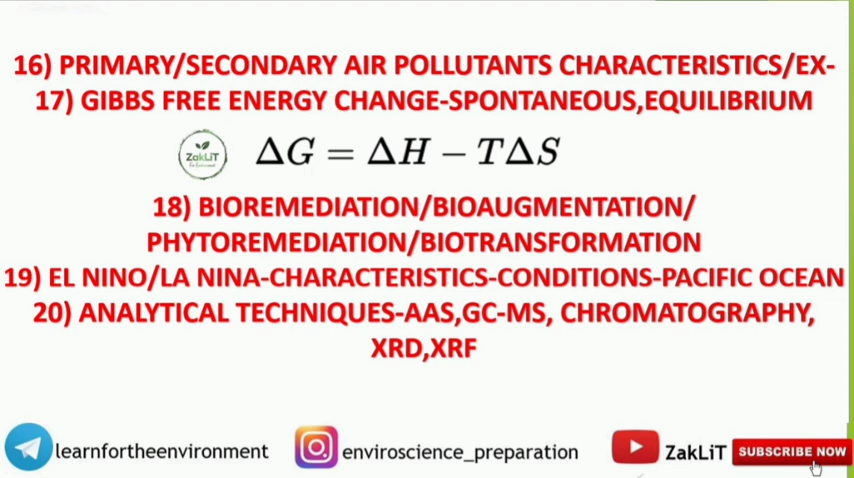 16) PRIMARY/SECONDARY AIR POLLUTANTS CHARACTERISTICS/EX-
17) GIBBS FREE ENERGY CHANGE-SPONTANEOUS,EQUILIBRIUM
ZakLiT
ΔG = ΔH − TΔS
18) BIOREMEDIATION/BIOAUGMENTATION/
PHYTOREMEDIATION/BIOTRANSFORMATION
19) EL NINO/LA NINA-CHARACTERISTICS-CONDITIONS-PACIFIC OCEAN
20) ANALYTICAL TECHNIQUES-AAS,GC-MS, CHROMATOGRAPHY,
XRD,XRF
learnfortheenvironment enviroscience_preparation ZakLiT SUBSCRIBE NOW